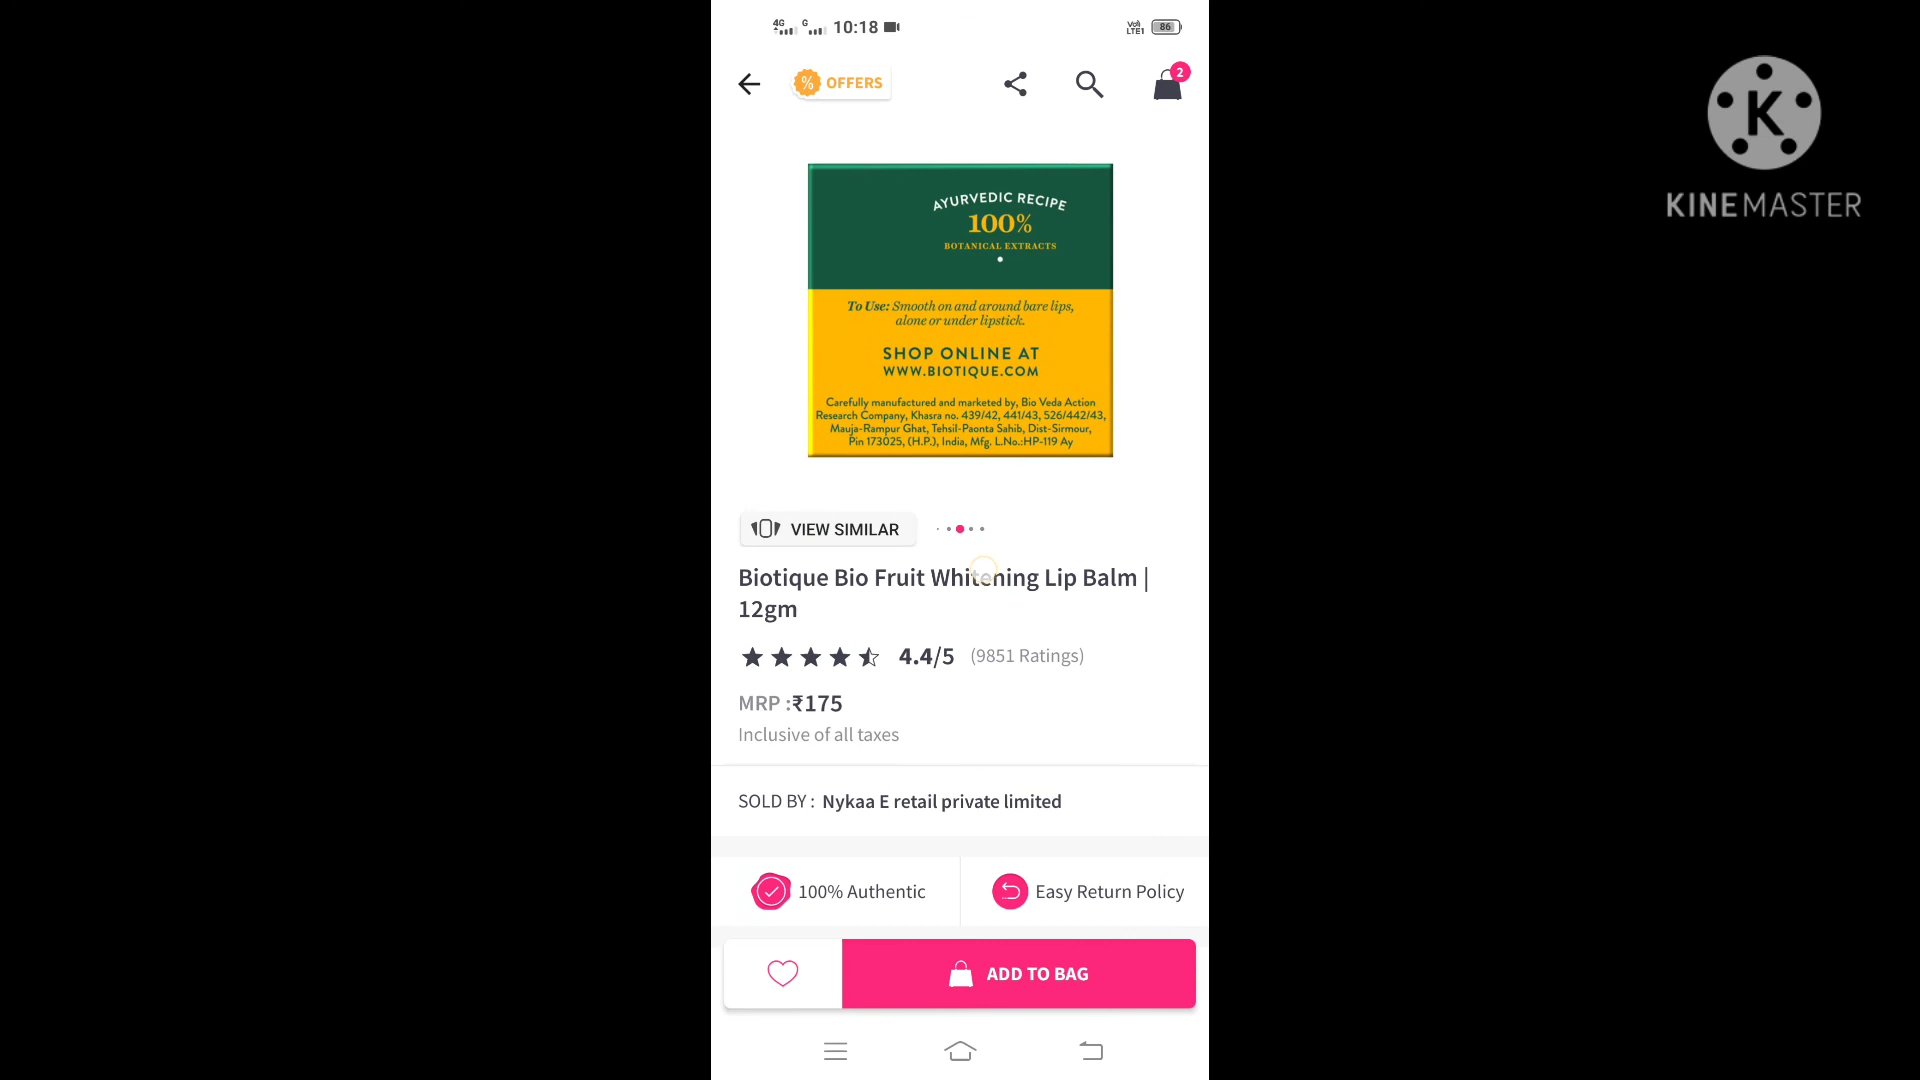 4G G 10:18 VoS LTE1 86
% OFFERS 2
K
KINEMASTER
AYURVEDIC RECIPE
100%
BOTANICAL EXTRACTS
To Use: Smooth on and around bare lips,
alone or under lipstick.
SHOP ONLINE AT
WWW.BIOTIQUE.COM
Carefully manufactured and marketed by, Bio Veda Action
Research Company, Khasra no. 439/42, 441/43, 526/442/43,
Mauja-Rampur Ghat, Tehsil-Paonta Sahib, Dist-Sirmour,
Pin 173025, (H.P.), India, Mfg. L.No.:HP-119 Ay
VIEW SIMILAR
Biotique Bio Fruit Whitening Lip Balm |
12gm
4.4/5 (9851 Ratings)
MRP :₹175
Inclusive of all taxes
SOLD BY : Nykaa E retail private limited
100% Authentic Easy Return Policy
ADD TO BAG